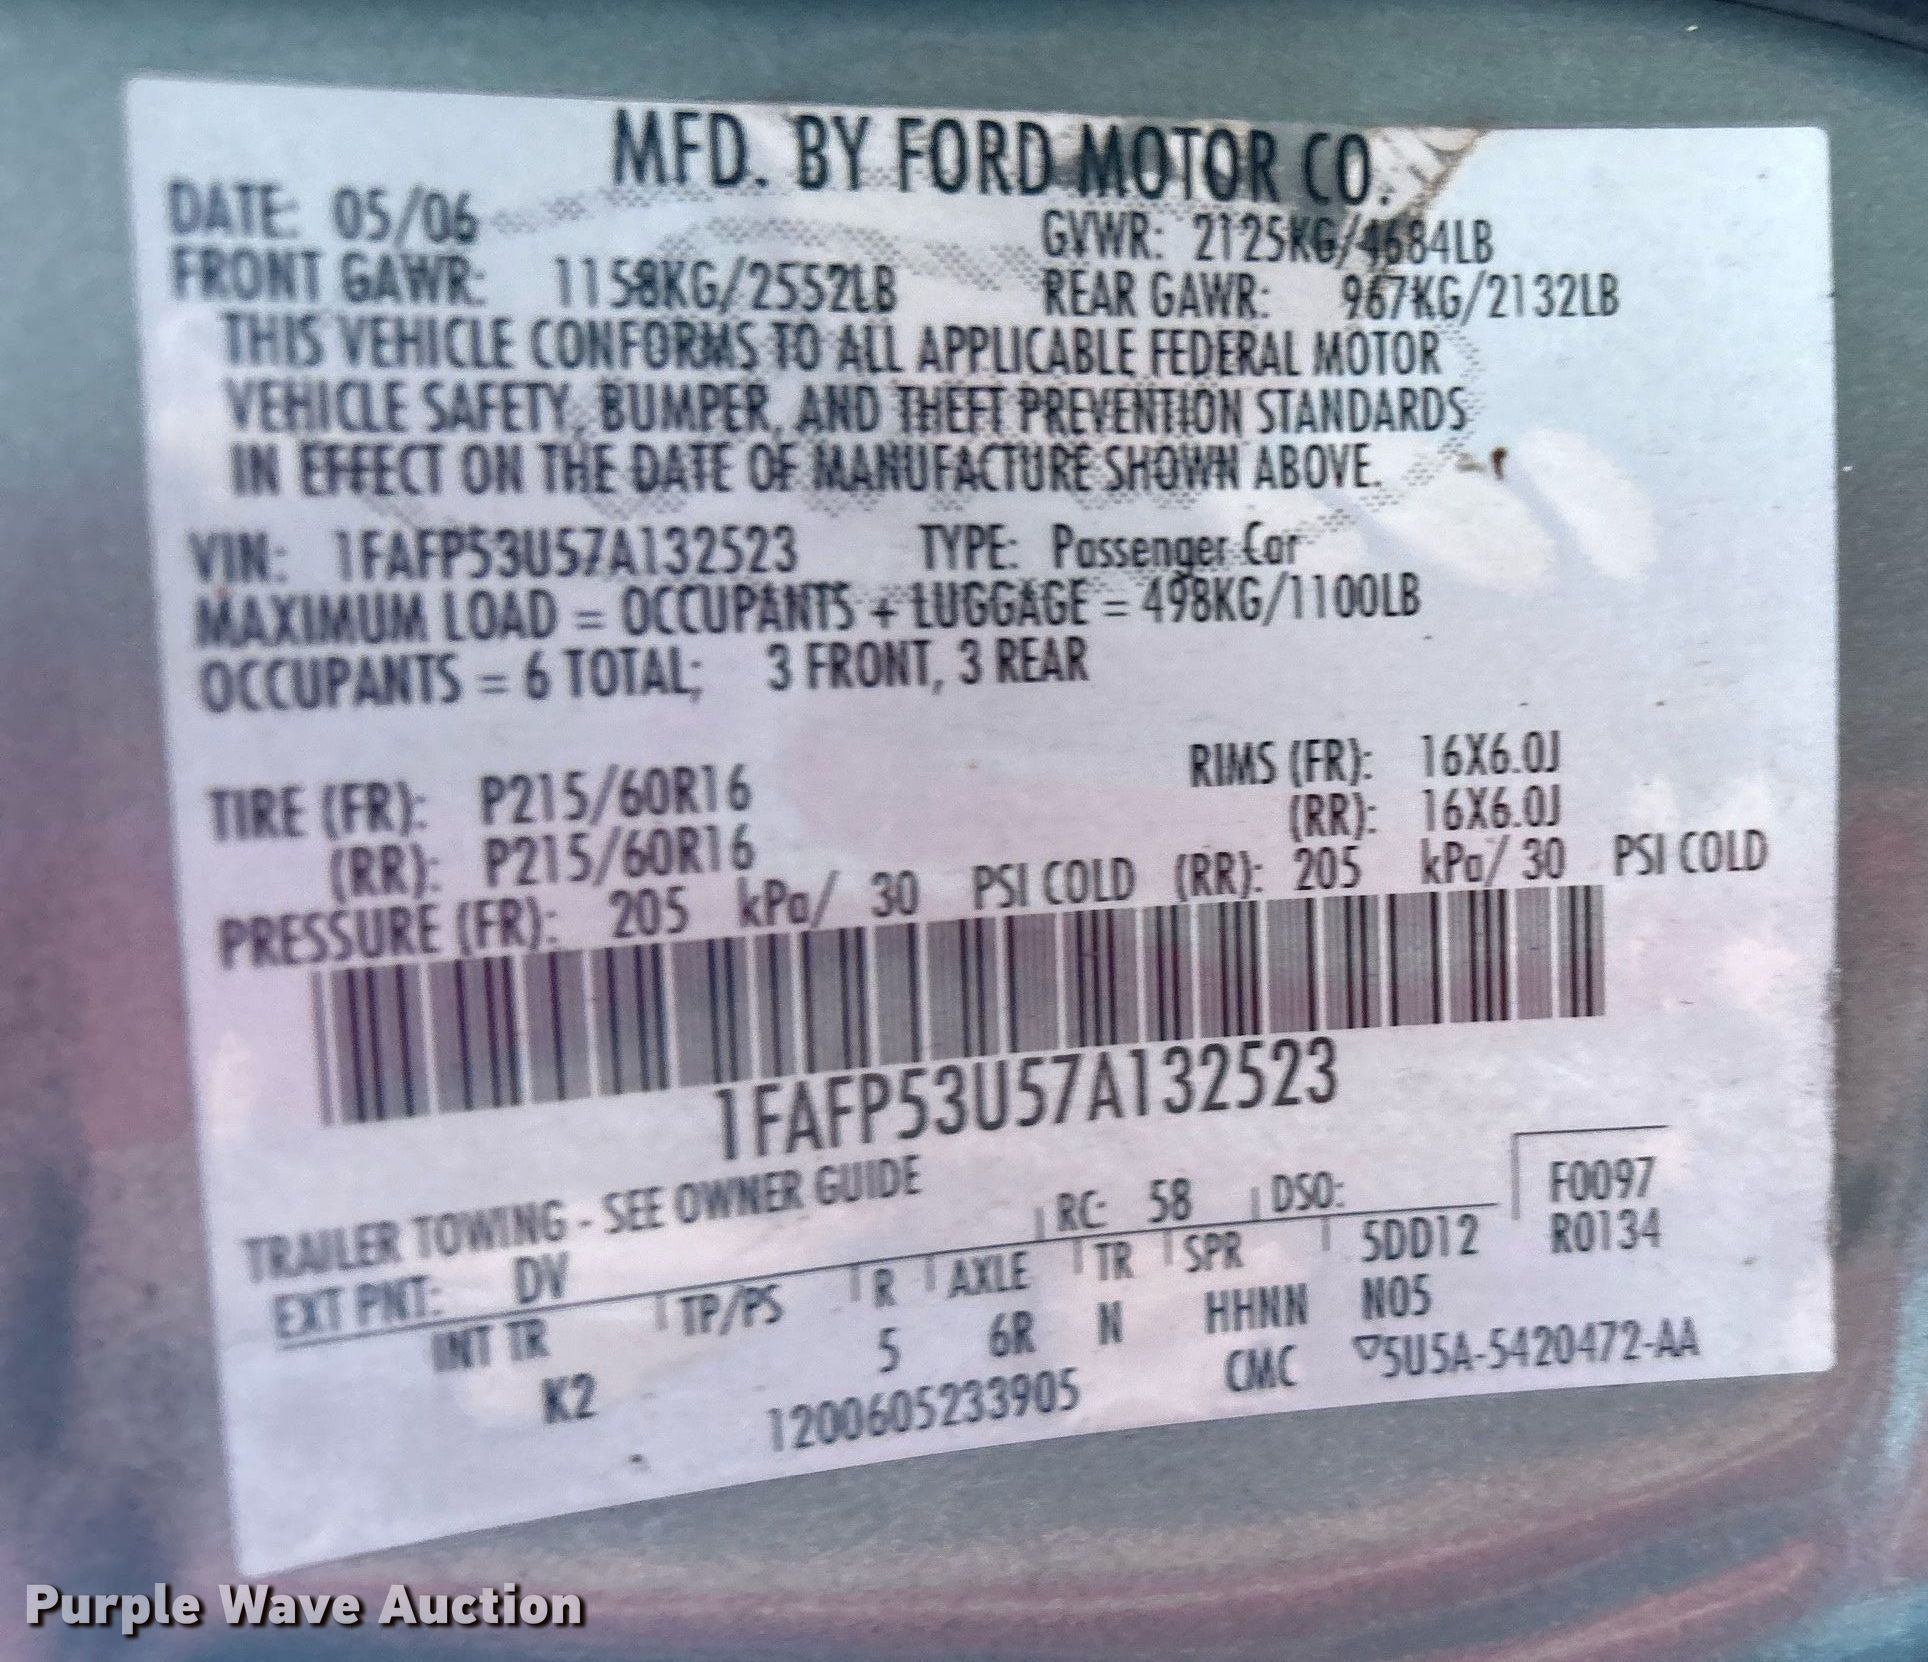 MFD. BY FORD MOTOR CO.
DATE: 05/06 GVWR: 2125KG/4684LB
FRONT GAWR: 1158KG/2552LB REAR GAWR: 967KG/2132LB
THIS VEHICLE CONFORMS TO ALL APPLICABLE FEDERAL MOTOR
VEHICLE SAFETY, BUMPER, AND THEFT PREVENTION STANDARDS
IN EFFECT ON THE DATE OF MANUFACTURE SHOWN ABOVE.
VIN: 1FAFP53U57A132523 TYPE: Passenger Car
MAXIMUM LOAD = OCCUPANTS + LUGGAGE = 498KG/1100LB
OCCUPANTS = 6 TOTAL; 3 FRONT, 3 REAR
TIRE (FR): P215/60R16 RIMS (FR): 16X6.0J
(RR): P215/60R16 (RR): 16X6.0J
PRESSURE (FR): 205 kPa/ 30 PSI COLD (RR): 205 kPa/ 30 PSI COLD
1FAFP53U57A132523
TRAILER TOWING - SEE OWNER GUIDE
EXT PNT: DV RC: 58 DSO: F0097
INT TR TP/PS R AXLE TR SPR 5DD12 R0134
K2 5 6R N HHNN N05
1200605233905 CMC ▽5U5A-5420472-AA
Purple Wave Auction